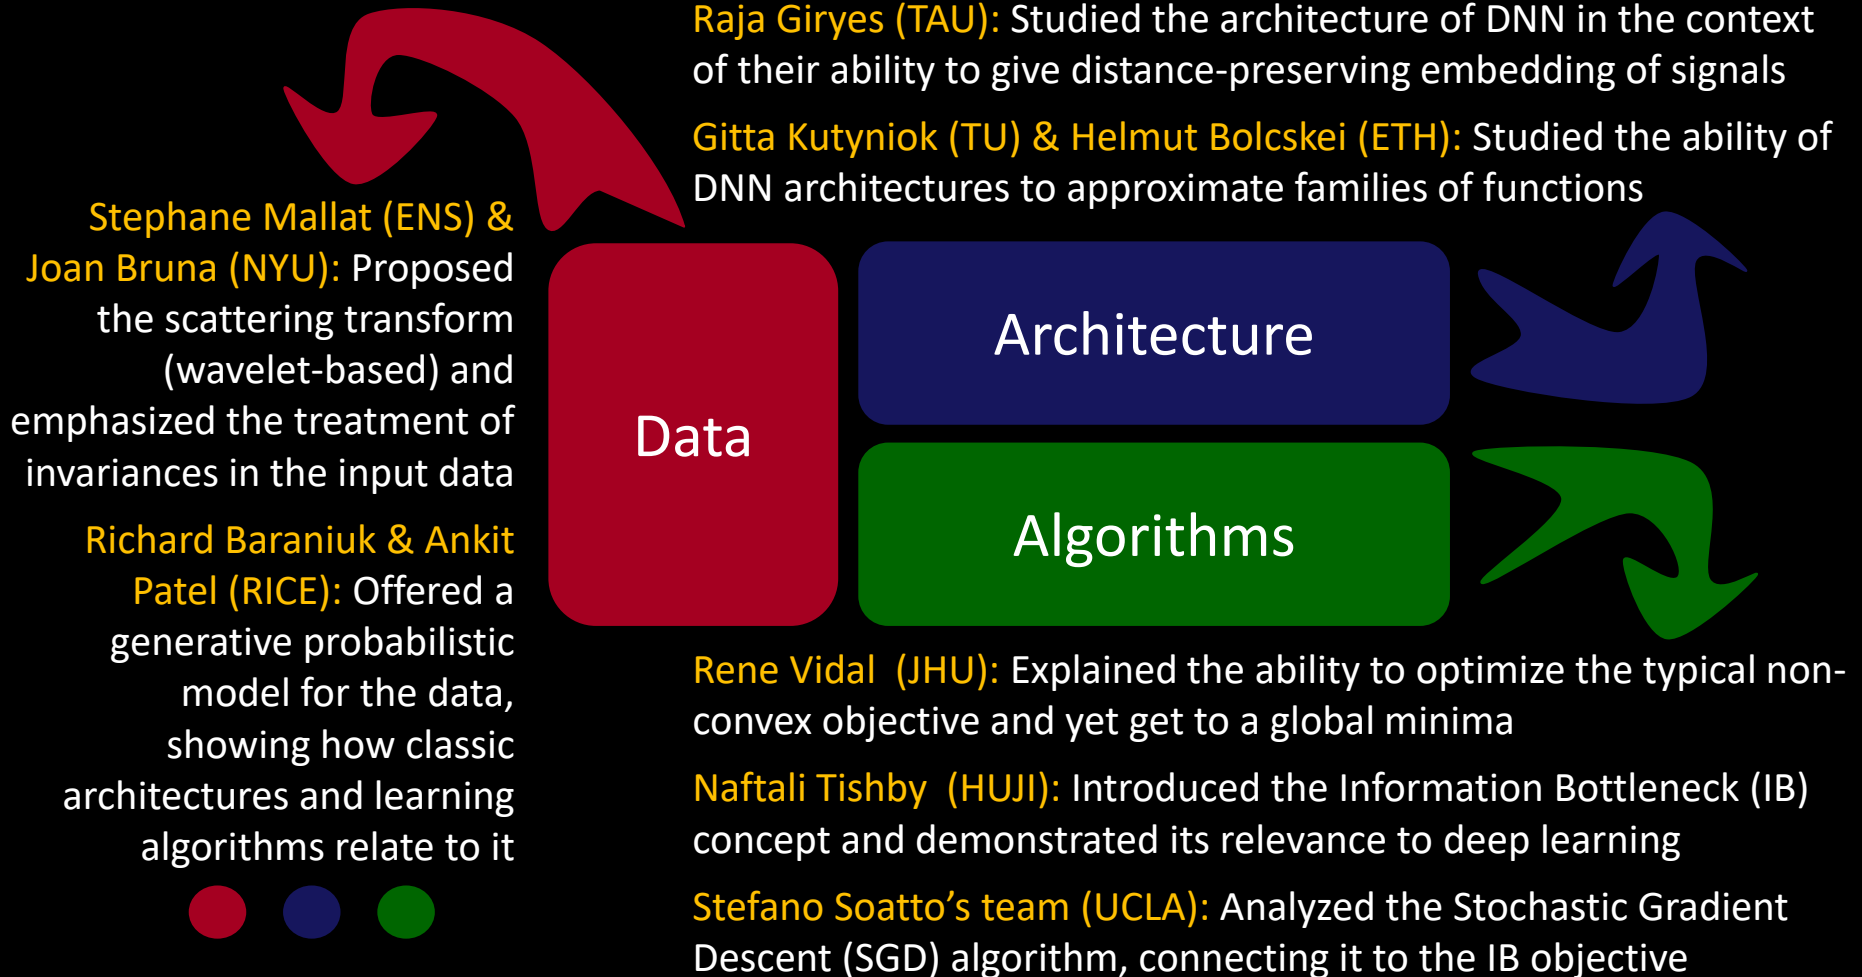 Raja Giryes (TAU): Studied the architecture of DNN in the context
of their ability to give distance-preserving embedding of signals
Gitta Kutyniok (TU) & Helmut Bolcskei (ETH): Studied the ability of
DNN architectures to approximate families of functions
Stephane Mallat (ENS) &
Joan Bruna (NYU): Proposed
the scattering transform
(wavelet-based) and
emphasized the treatment of
invariances in the input data
Richard Baraniuk & Ankit
Patel (RICE): Offered a
generative probabilistic
model for the data,
showing how classic
architectures and learning
algorithms relate to it
Data
Architecture
Algorithms
Rene Vidal (JHU): Explained the ability to optimize the typical non-
convex objective and yet get to a global minima
Naftali Tishby (HUJI): Introduced the Information Bottleneck (IB)
concept and demonstrated its relevance to deep learning
Stefano Soatto’s team (UCLA): Analyzed the Stochastic Gradient
Descent (SGD) algorithm, connecting it to the IB objective